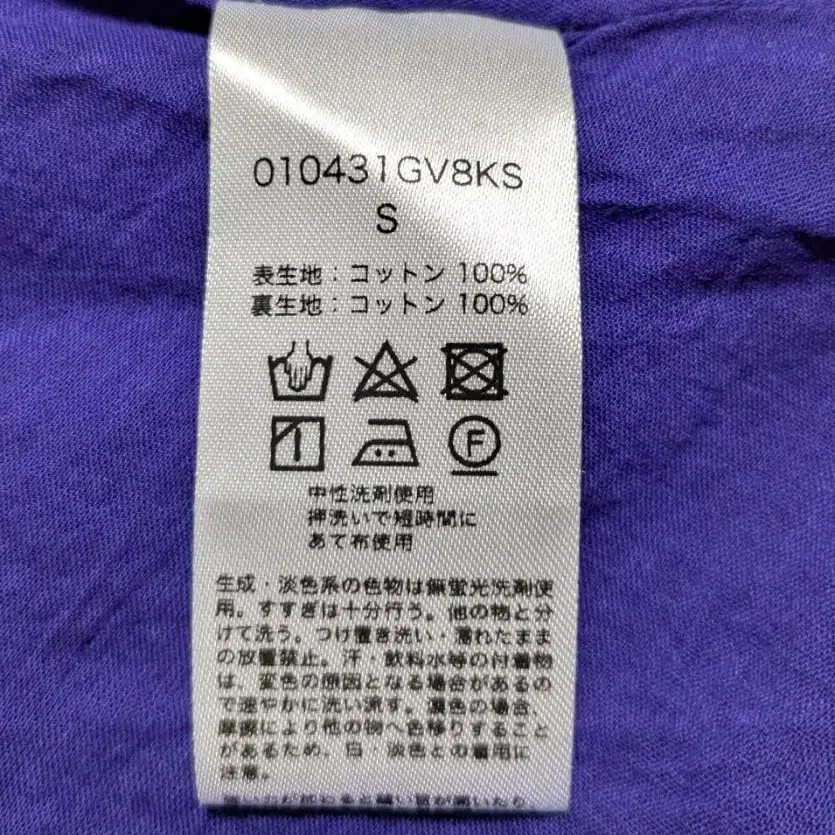 010431GV8KS
S
表生地：コットン 100%
裏生地：コットン 100%
F
中性洗剤使用
押洗いで短時間に
あて布使用
生成・淡色系の色物は無蛍光洗剤使
用。すすぎは十分行う。他の物と分
けて洗う。つけ置き洗い・濡れたまま
の放置禁止。汗・飲料水等の付着物
は、変色の原因となる場合があるの
で速やかに洗い流す。濃色の場合、
摩擦により他の物へ色移りすること
があるため、白・淡色との着用に
注意。